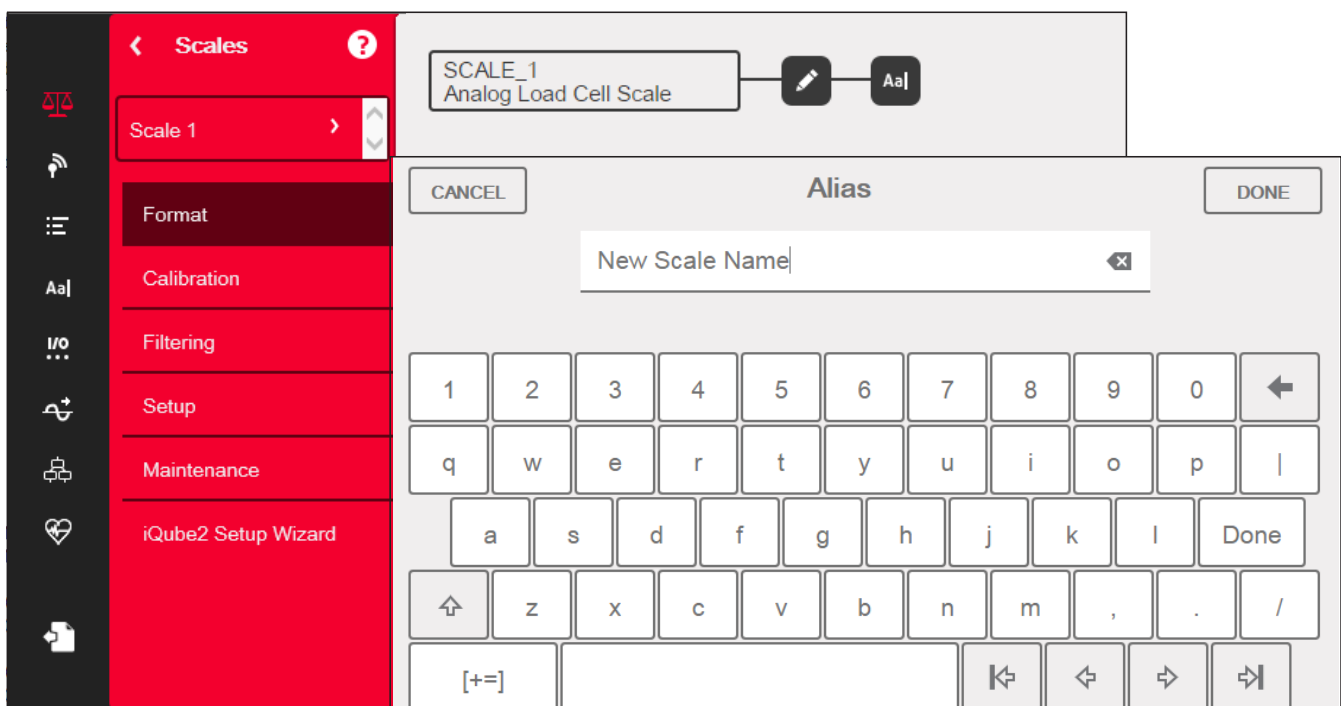 Scales ?
Scale 1
Format
Calibration
Filtering
Setup
Maintenance
iQube2 Setup Wizard
Aa|
I/O
SCALE_1
Analog Load Cell Scale
Aa|
CANCEL
Alias
DONE
New Scale Name
1 2 3 4 5 6 7 8 9 0
q w e r t y u i o p |
a s d f g h j k l Done
z x c v b n m , . /
[+=]